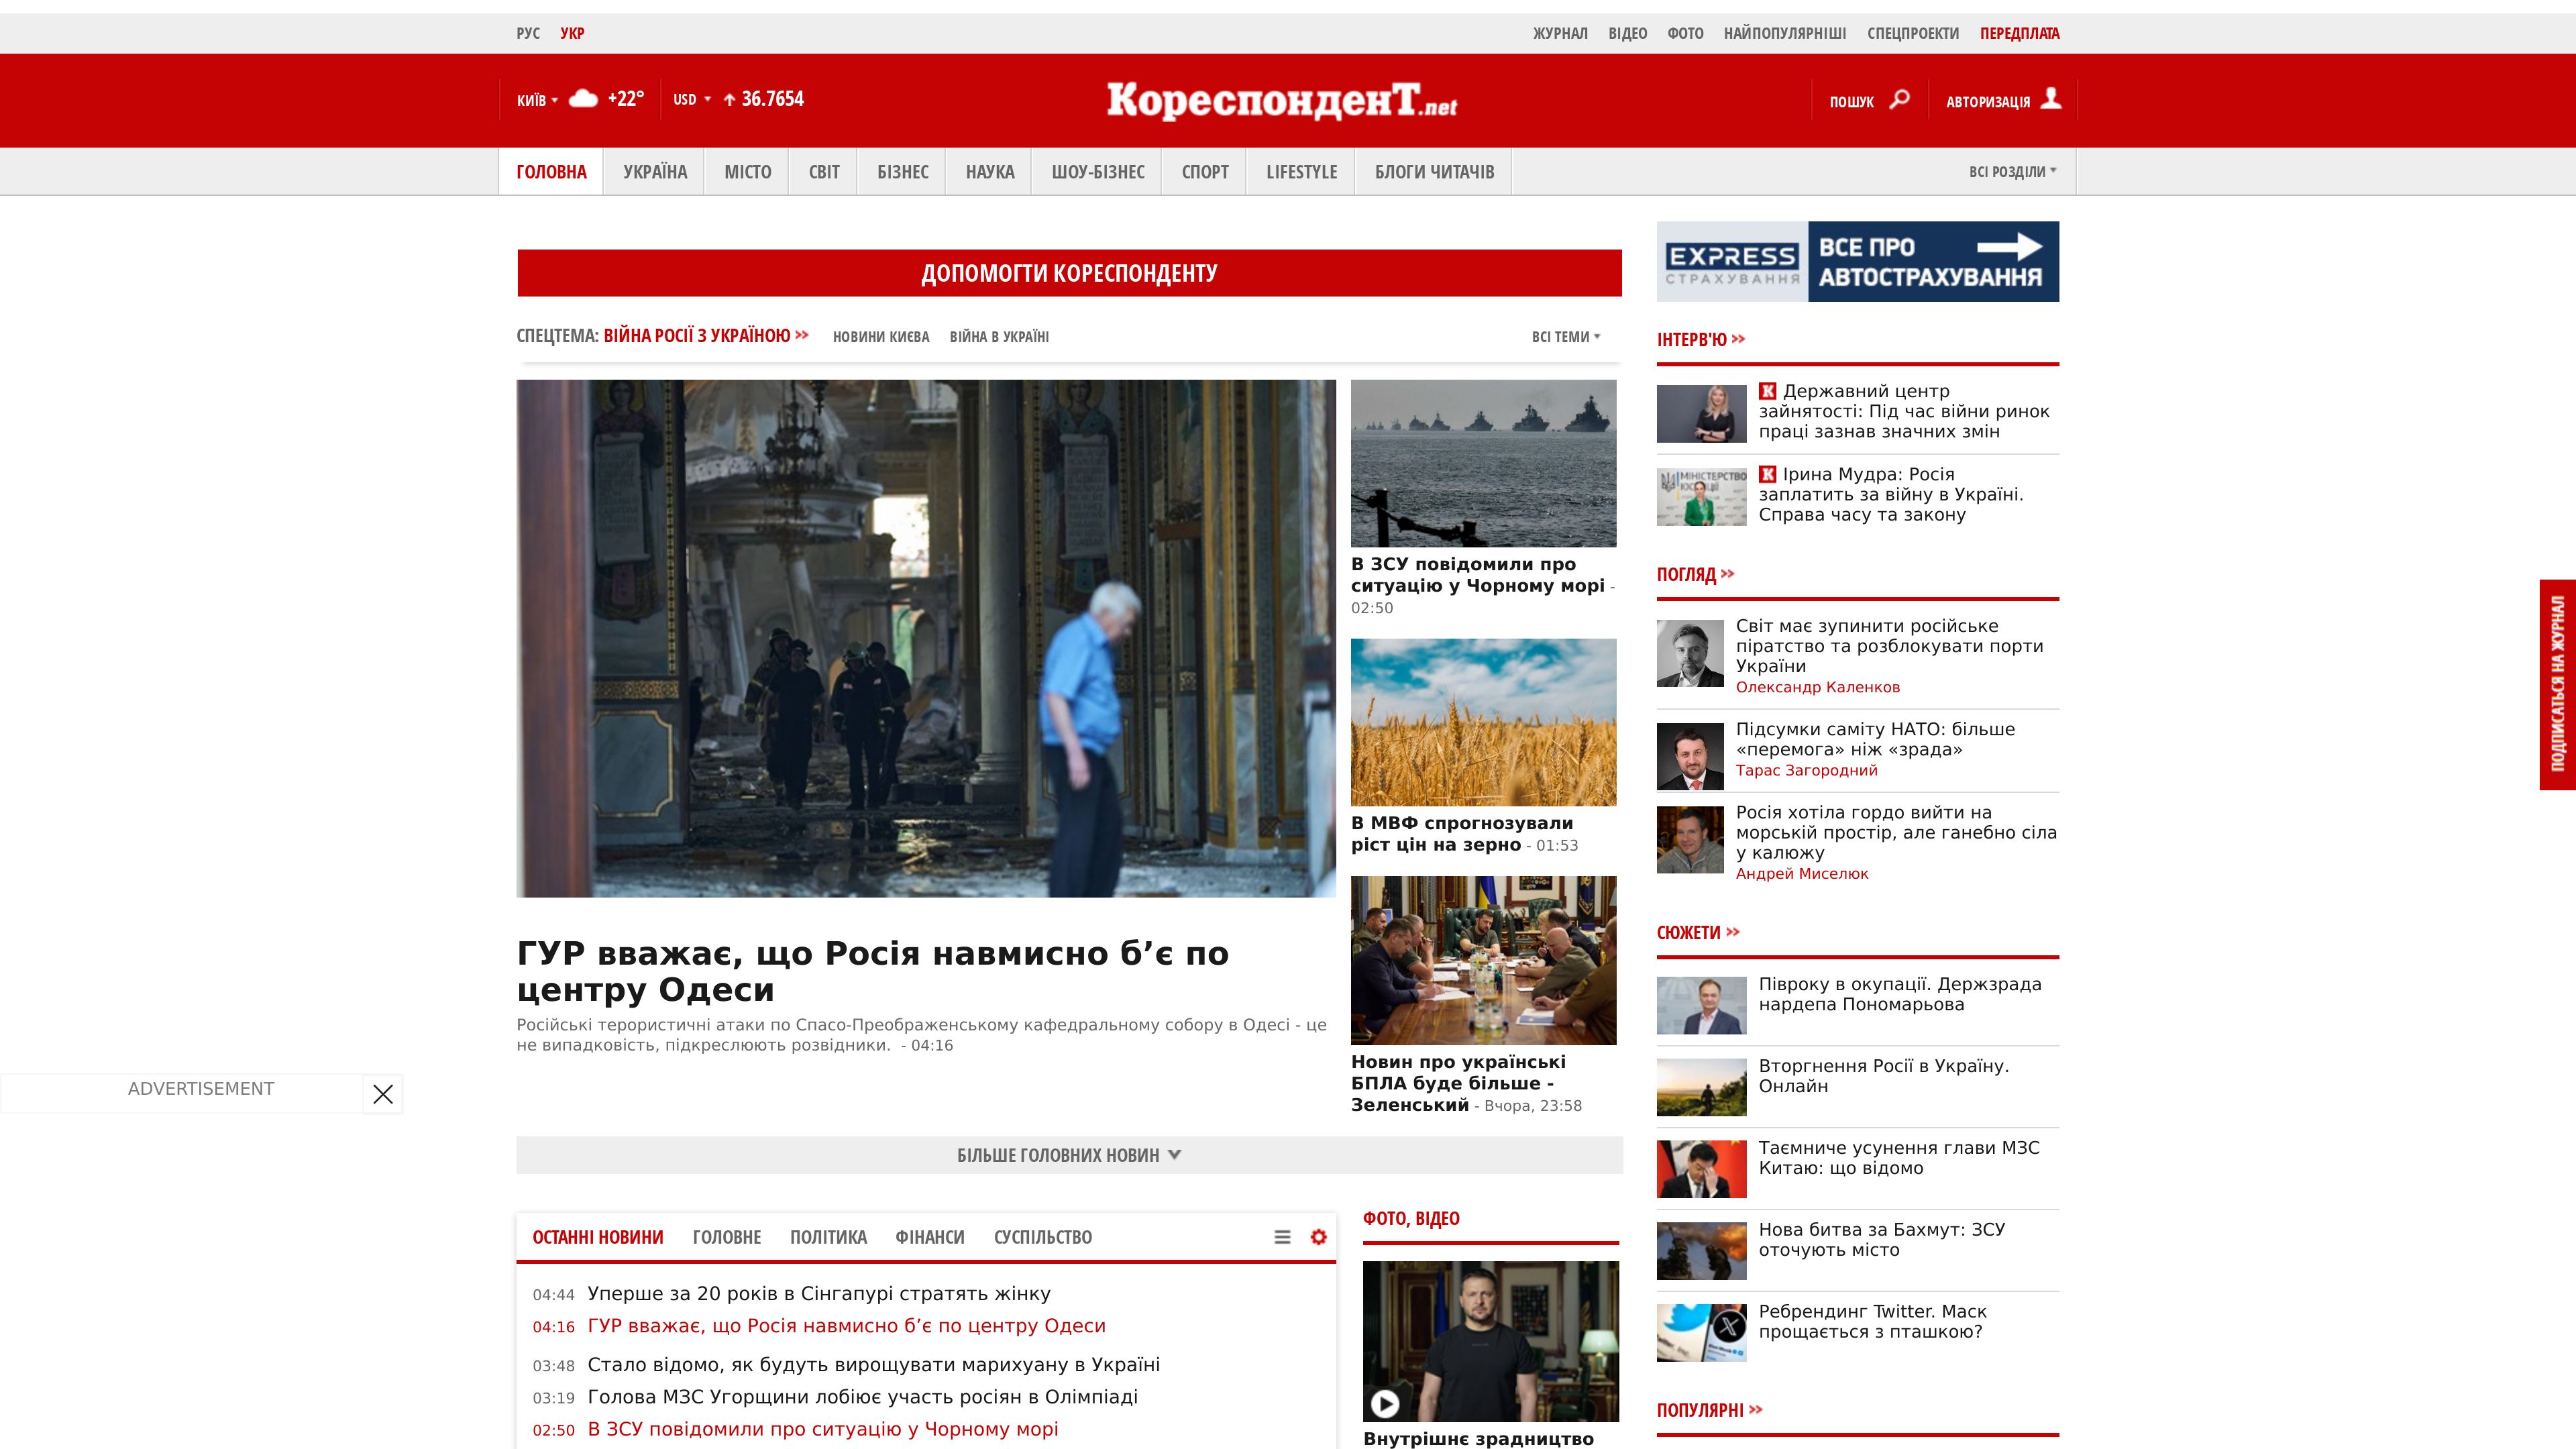 РУС УКР
ЖУРНАЛ ВІДЕО ФОТО НАЙПОПУЛЯРНІШІ СПЕЦПРОЕКТИ ПЕРЕДПЛАТА
КИЇВ +22° USD 36.7654
КореспонденТ.net
ПОШУК АВТОРИЗАЦІЯ
ГОЛОВНА УКРАЇНА МІСТО СВІТ БІЗНЕС НАУКА ШОУ-БІЗНЕС СПОРТ LIFESTYLE БЛОГИ ЧИТАЧІВ ВСІ РОЗДІЛИ
ДОПОМОГТИ КОРЕСПОНДЕНТУ
СПЕЦТЕМА: ВІЙНА РОСІЇ З УКРАЇНОЮ >> НОВИНИ КИЄВА ВІЙНА В УКРАЇНІ ВСІ ТЕМИ
ГУР вважає, що Росія навмисно б’є по
центру Одеси
Російські терористичні атаки по Спасо-Преображенському кафедральному собору в Одесі - це
не випадковість, підкреслюють розвідники. - 04:16
В ЗСУ повідомили про
ситуацію у Чорному морі -
02:50
В МВФ спрогнозували
ріст цін на зерно - 01:53
Новин про українські
БПЛА буде більше -
Зеленський - Вчора, 23:58
БІЛЬШЕ ГОЛОВНИХ НОВИН
ADVERTISEMENT
ОСТАННІ НОВИНИ ГОЛОВНЕ ПОЛІТИКА ФІНАНСИ СУСПІЛЬСТВО
04:44 Уперше за 20 років в Сінгапурі стратять жінку
04:16 ГУР вважає, що Росія навмисно б’є по центру Одеси
03:48 Стало відомо, як будуть вирощувати марихуану в Україні
03:19 Голова МЗС Угорщини лобіює участь росіян в Олімпіаді
02:50 В ЗСУ повідомили про ситуацію у Чорному морі
ФОТО, ВІДЕО
Внутрішнє зрадництво
EXPRESS
СТРАХУВАННЯ
ВСЕ ПРО
АВТОСТРАХУВАННЯ
ІНТЕРВ'Ю >>
К Державний центр
зайнятості: Під час війни ринок
праці зазнав значних змін
МІНІСТЕРСТВО
К Ірина Мудра: Росія
заплатить за війну в Україні.
Справа часу та закону
ПОГЛЯД >>
Світ має зупинити російське
піратство та розблокувати порти
України
Олександр Каленков
Підсумки саміту НАТО: більше
«перемога» ніж «зрада»
Тарас Загородний
Росія хотіла гордо вийти на
морській простір, але ганебно сіла
у калюжу
Андрей Миселюк
СЮЖЕТИ >>
Півроку в окупації. Держзрада
нардепа Пономарьова
Вторгнення Росії в Україну.
Онлайн
Таємниче усунення глави МЗС
Китаю: що відомо
Нова битва за Бахмут: ЗСУ
оточують місто
Ребрендинг Twitter. Маск
прощається з пташкою?
ПОПУЛЯРНІ >>
ПОДПИСАТЬСЯ НА ЖУРНАЛ